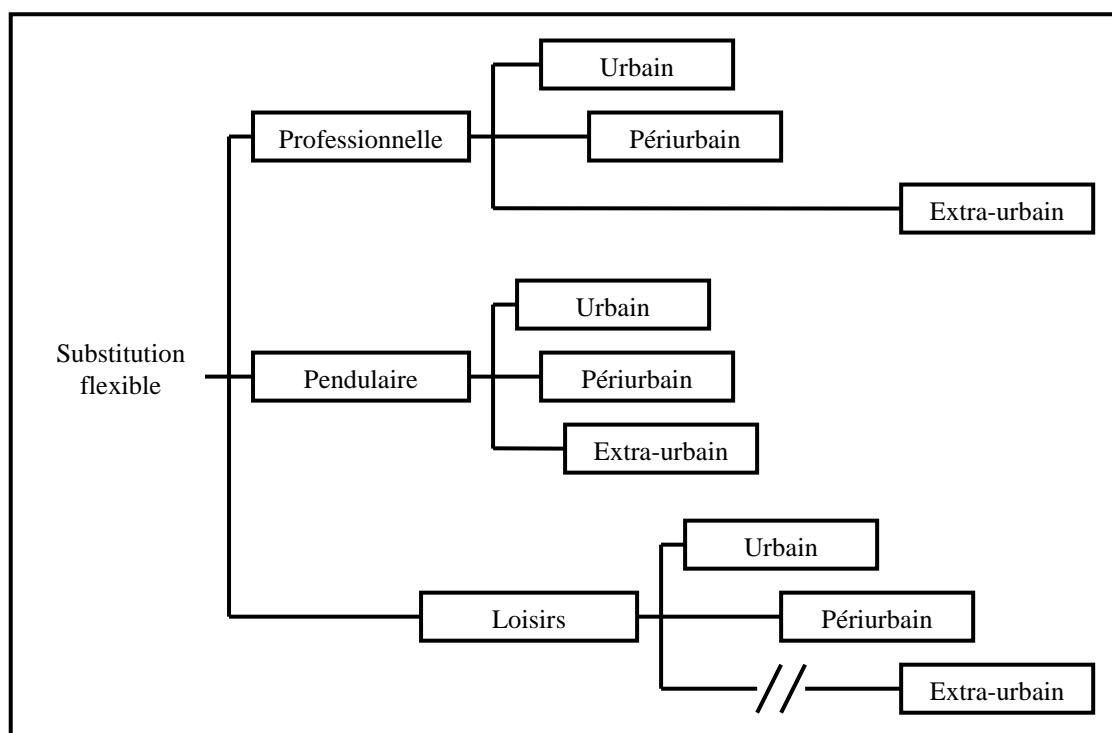 Urbain
Professionnelle
Périurbain
Extra-urbain
Urbain
Substitution
flexible
Pendulaire
Périurbain
Extra-urbain
Urbain
Loisirs
Périurbain
Extra-urbain